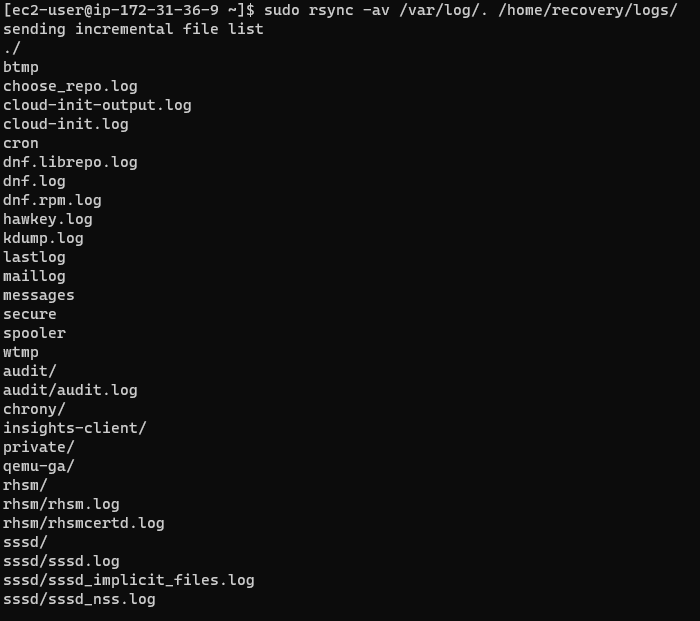 [ec2-user@ip-172-31-36-9 ~]$ sudo rsync -av /var/log/. /home/recovery/logs/
sending incremental file list
./
btmp
choose_repo.log
cloud-init-output.log
cloud-init.log
cron
dnf.librepo.log
dnf.log
dnf.rpm.log
hawkey.log
kdump.log
lastlog
maillog
messages
secure
spooler
wtmp
audit/
audit/audit.log
chrony/
insights-client/
private/
qemu-ga/
rhsm/
rhsm/rhsm.log
rhsm/rhsmcertd.log
sssd/
sssd/sssd.log
sssd/sssd_implicit_files.log
sssd/sssd_nss.log